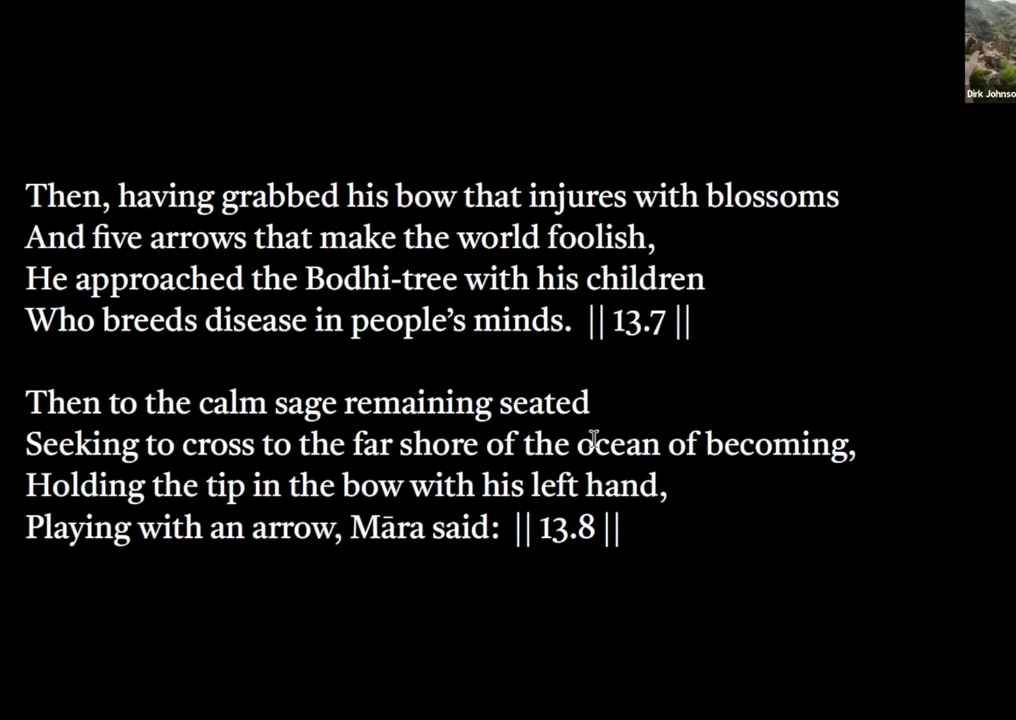 Dirk Johnso
Then, having grabbed his bow that injures with blossoms
And five arrows that make the world foolish,
He approached the Bodhi-tree with his children
Who breeds disease in people’s minds. || 13.7 ||
Then to the calm sage remaining seated
Seeking to cross to the far shore of the ocean of becoming,
Holding the tip in the bow with his left hand,
Playing with an arrow, Māra said: || 13.8 ||